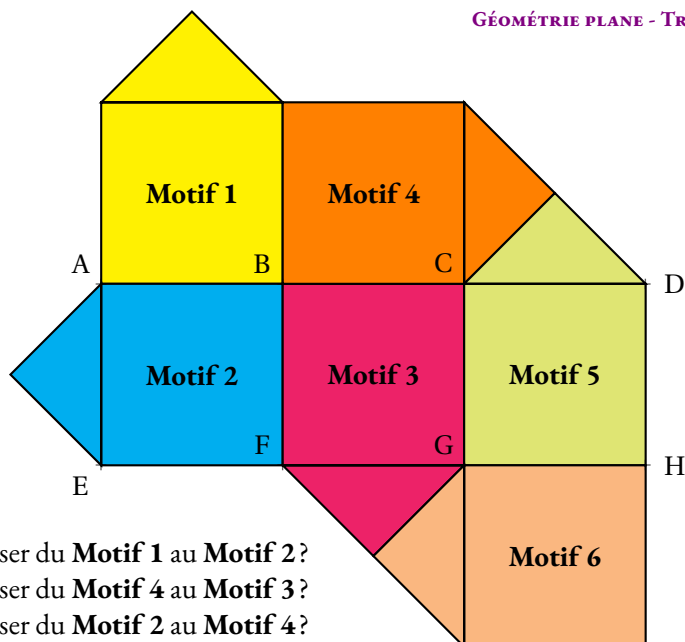 Géométrie plane - Tr
Motif 1
Motif 4
A
B
C
D
Motif 2
Motif 3
Motif 5
F
G
H
E
Motif 6
ser du Motif 1 au Motif 2?
ser du Motif 4 au Motif 3?
ser du Motif 2 au Motif 4?